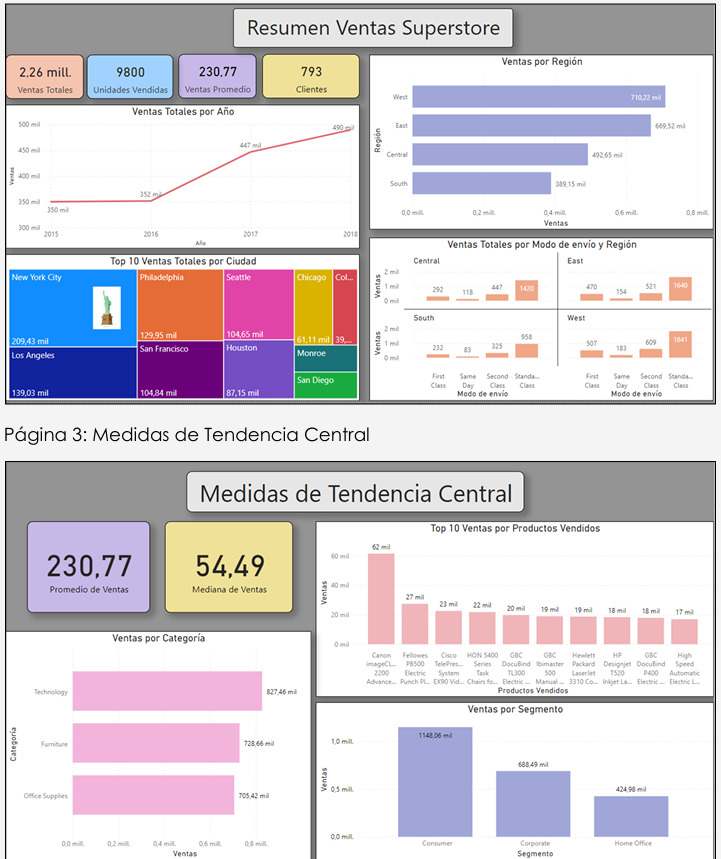 Resumen Ventas Superstore
2,26 mill.
Ventas Totales
9800
Unidades Vendidas
230,77
Ventas Promedio
793
Clientes
Ventas Totales por Año
500 mil
450 mil
400 mil
350 mil
300 mil
Ventas
350 mil
352 mil
447 mil
490 mil
2015 2016 2017 2018
Año
Top 10 Ventas Totales por Ciudad
New York City
209,43 mil
Los Angeles
139,03 mil
Philadelphia
129,95 mil
San Francisco
104,84 mil
Seattle
104,65 mil
Houston
87,15 mil
Chicago
61,11 mil
Col...
39,...
Monroe
San Diego
Ventas por Región
Región
West 710,22 mil
East 669,52 mil
Central 492,65 mil
South 389,15 mil
0,0 mill. 0,2 mill. 0,4 mill. 0,6 mill. 0,8 mill.
Ventas
Ventas Totales por Modo de envío y Región
Central
Ventas
2 mil
1 mil
0 mil
292 118 447 1420
East
470 154 521 1640
South
Ventas
2 mil
1 mil
0 mil
232 83 325 958
West
507 183 609 1841
First Class Same Day Second Class Standa... Class
Modo de envío
First Class Same Day Second Class Standa... Class
Modo de envío
Página 3: Medidas de Tendencia Central
Medidas de Tendencia Central
230,77
Promedio de Ventas
54,49
Mediana de Ventas
Top 10 Ventas por Productos Vendidos
Ventas
60 mil
40 mil
20 mil
0 mil
62 mil 27 mil 23 mil 22 mil 20 mil 19 mil 19 mil 18 mil 18 mil 17 mil
Canon Fellowes Cisco HON 5400 GBC GBC Hewlett HP GBC High
imageCL... PB500 TelePres... Series DocuBind Ibimaster Packard Designjet DocuBind Speed
2200 Electric System Task TL300 500 LaserJet T520 P400 Automatic
Advance... Punch Pl... EX90 Vid... Chairs fo... Electric ... Manual ... 3310 Co... Inkjet La... Electric ... Electric L...
Productos Vendidos
Ventas por Categoría
Categoría
Technology 827,46 mil
Furniture 728,66 mil
Office Supplies 705,42 mil
0,0 mill. 0,2 mill. 0,4 mill. 0,6 mill. 0,8 mill.
Ventas
Ventas por Segmento
Ventas
1,0 mill.
0,5 mill.
0,0 mill.
1148,06 mil
688,49 mil
424,98 mil
Consumer Corporate Home Office
Segmento